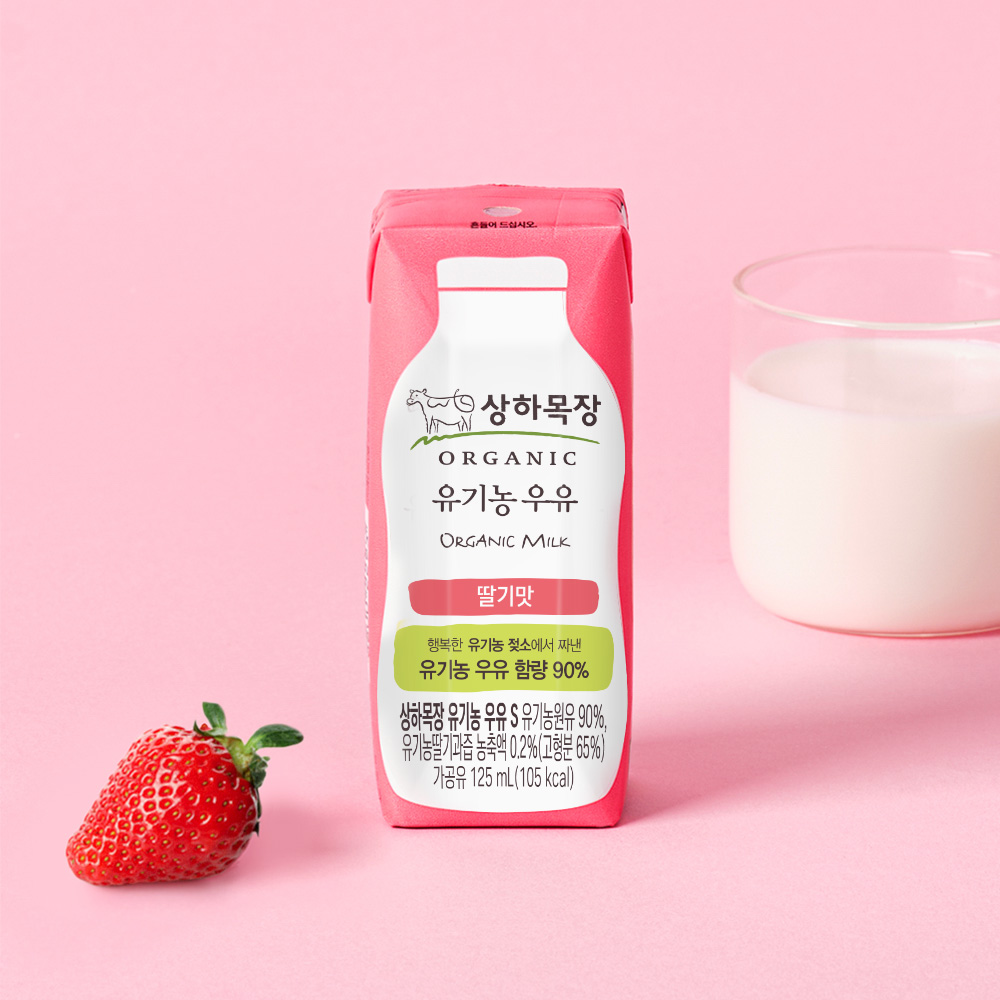 흔들어 드십시오.
상하목장
ORGANIC
유기농 우유
ORGANIC MILK
딸기맛
행복한 유기농 젖소에서 짜낸
유기농 우유 함량 90%
상하목장 유기농 우유 S 유기농원유 90%,
유기농딸기과즙 농축액 0.2%(고형분 65%)
가공유 125 mL(105 kcal)